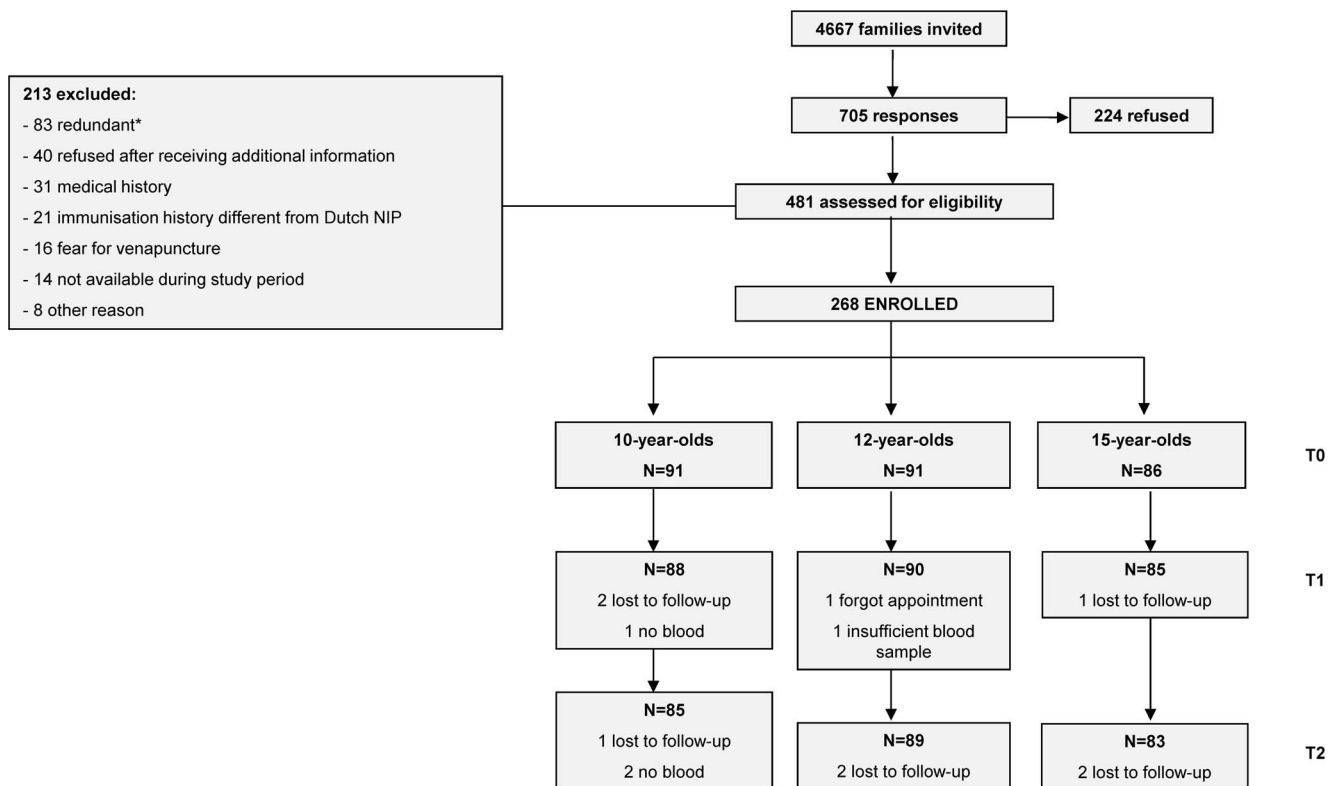 4667 families invited
705 responses
224 refused
213 excluded:
- 83 redundant*
- 40 refused after receiving additional information
- 31 medical history
- 21 immunisation history different from Dutch NIP
- 16 fear for venapuncture
- 14 not available during study period
- 8 other reason
481 assessed for eligibility
268 ENROLLED
10-year-olds
N=91
12-year-olds
N=91
15-year-olds
N=86
T0
N=88
2 lost to follow-up
1 no blood
N=90
1 forgot appointment
1 insufficient blood
sample
N=85
1 lost to follow-up
T1
N=85
1 lost to follow-up
2 no blood
N=89
2 lost to follow-up
N=83
2 lost to follow-up
T2